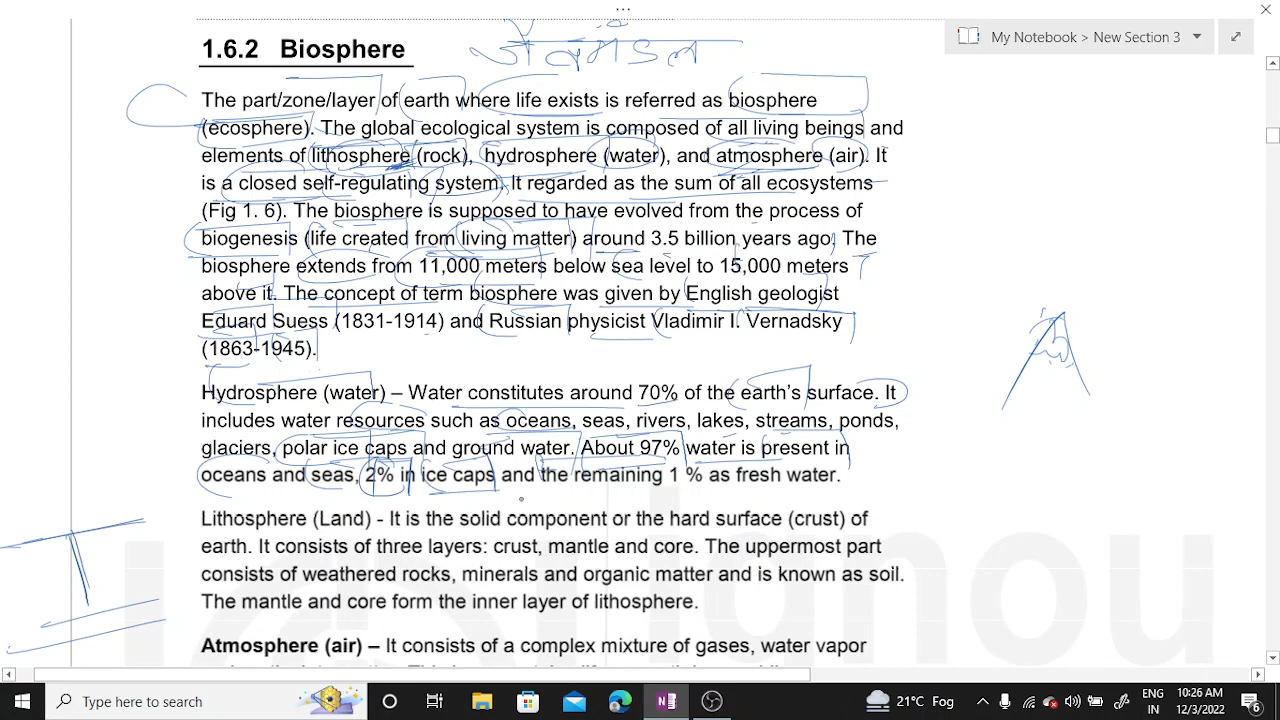 ...
My Notebook > New Section 3
1.6.2 Biosphere
The part/zone/layer of earth where life exists is referred as biosphere
(ecosphere). The global ecological system is composed of all living beings and
elements of lithosphere (rock), hydrosphere (water), and atmosphere (air). It
is a closed self-regulating system. It regarded as the sum of all ecosystems
(Fig 1. 6). The biosphere is supposed to have evolved from the process of
biogenesis (life created from living matter) around 3.5 billion years ago. The
biosphere extends from 11,000 meters below sea level to 15,000 meters
above it. The concept of term biosphere was given by English geologist
Eduard Suess (1831-1914) and Russian physicist Vladimir I. Vernadsky
(1863-1945).
Hydrosphere (water) – Water constitutes around 70% of the earth's surface. It
includes water resources such as oceans, seas, rivers, lakes, streams, ponds,
glaciers, polar ice caps and ground water. About 97% water is present in
oceans and seas, 2% in ice caps and the remaining 1 % as fresh water.
Lithosphere (Land) - It is the solid component or the hard surface (crust) of
earth. It consists of three layers: crust, mantle and core. The uppermost part
consists of weathered rocks, minerals and organic matter and is known as soil.
The mantle and core form the inner layer of lithosphere.
Atmosphere (air) – It consists of a complex mixture of gases, water vapor
ignou
Type here to search
21°C Fog
ENG
IN
10:26 AM
12/3/2022
6